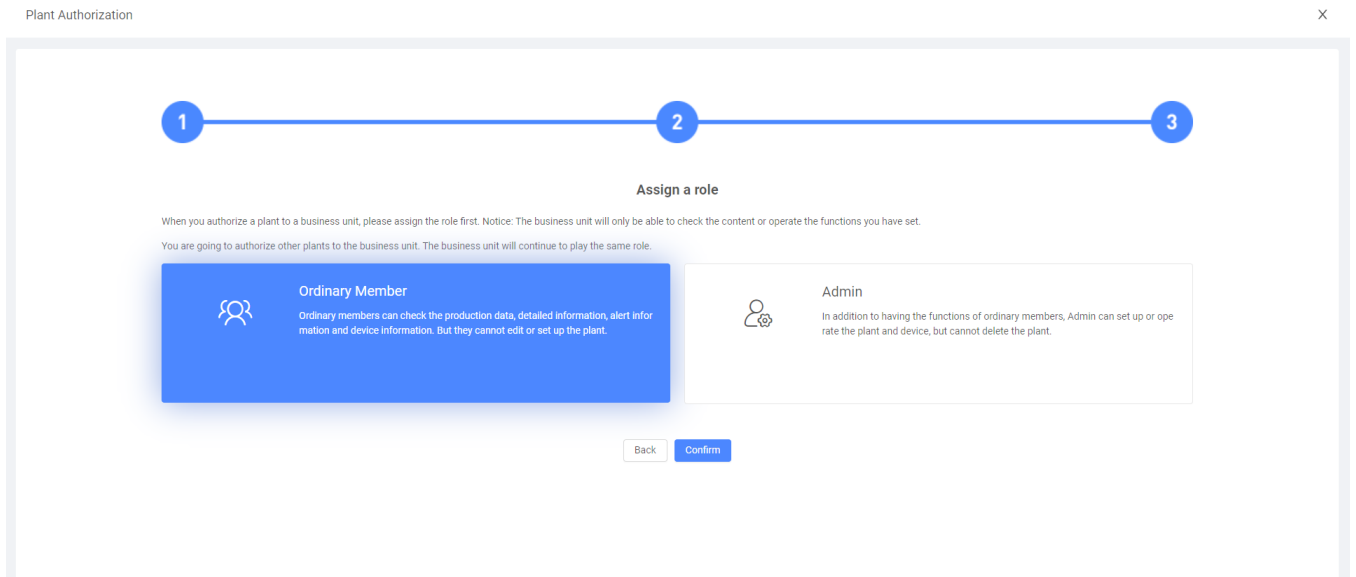 Plant Authorization
X
1
2
3
Assign a role
When you authorize a plant to a business unit, please assign the role first. Notice: The business unit will only be able to check the content or operate the functions you have set.
You are going to authorize other plants to the business unit. The business unit will continue to play the same role.
Ordinary Member
Ordinary members can check the production data, detailed information, alert infor
mation and device information. But they cannot edit or set up the plant.
Admin
In addition to having the functions of ordinary members, Admin can set up or ope
rate the plant and device, but cannot delete the plant.
Back
Confirm